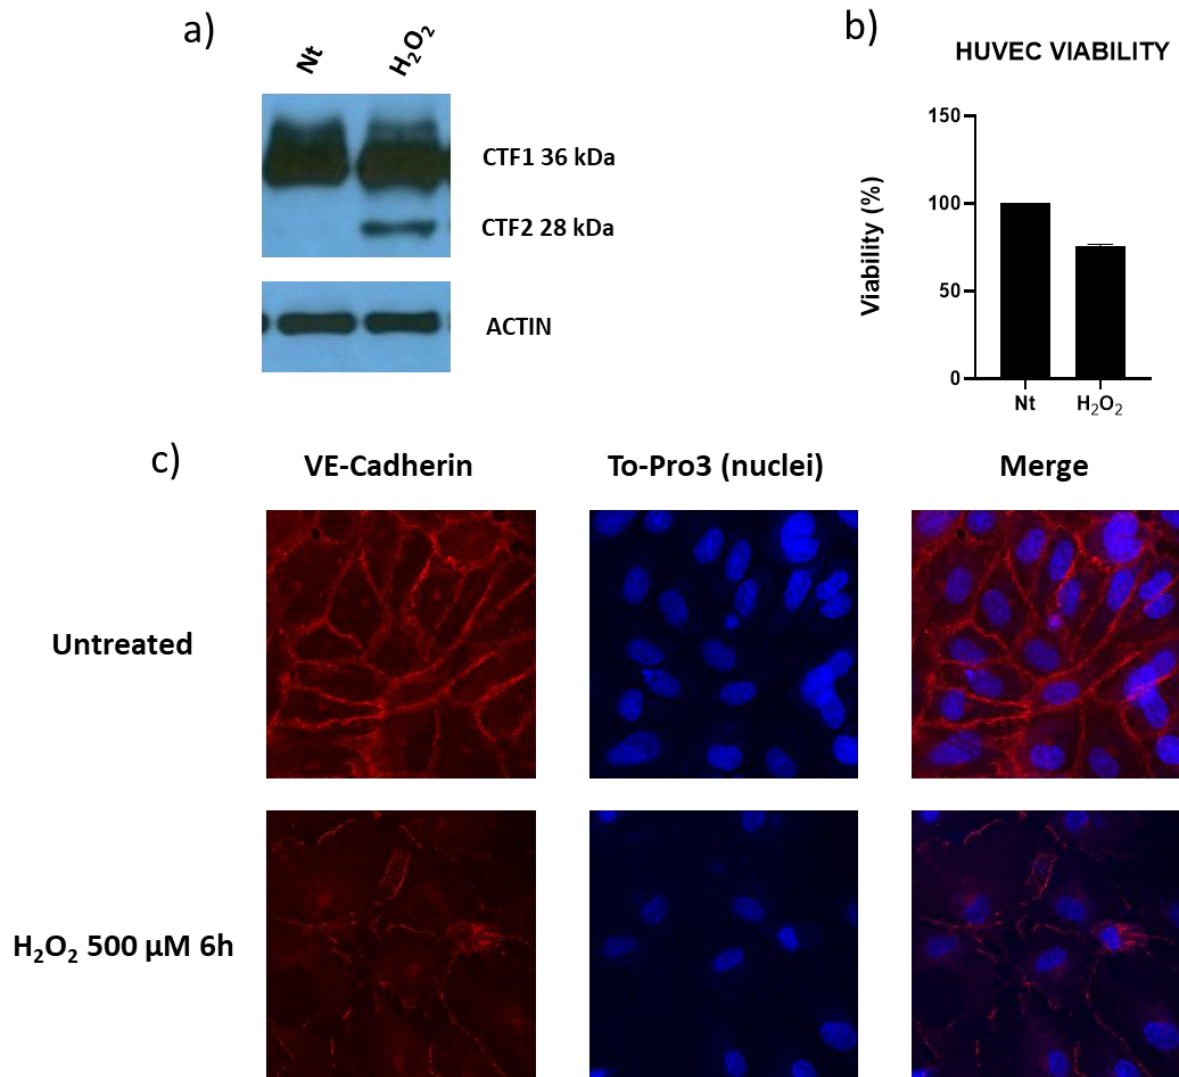 a)
Nt
H₂O₂
CTF1 36 kDa
CTF2 28 kDa
ACTIN
b)
HUVEC VIABILITY
Viability (%)
150
100
50
0
Nt
H₂O₂
c)
VE-Cadherin
To-Pro3 (nuclei)
Merge
Untreated
H₂O₂ 500 µM 6h